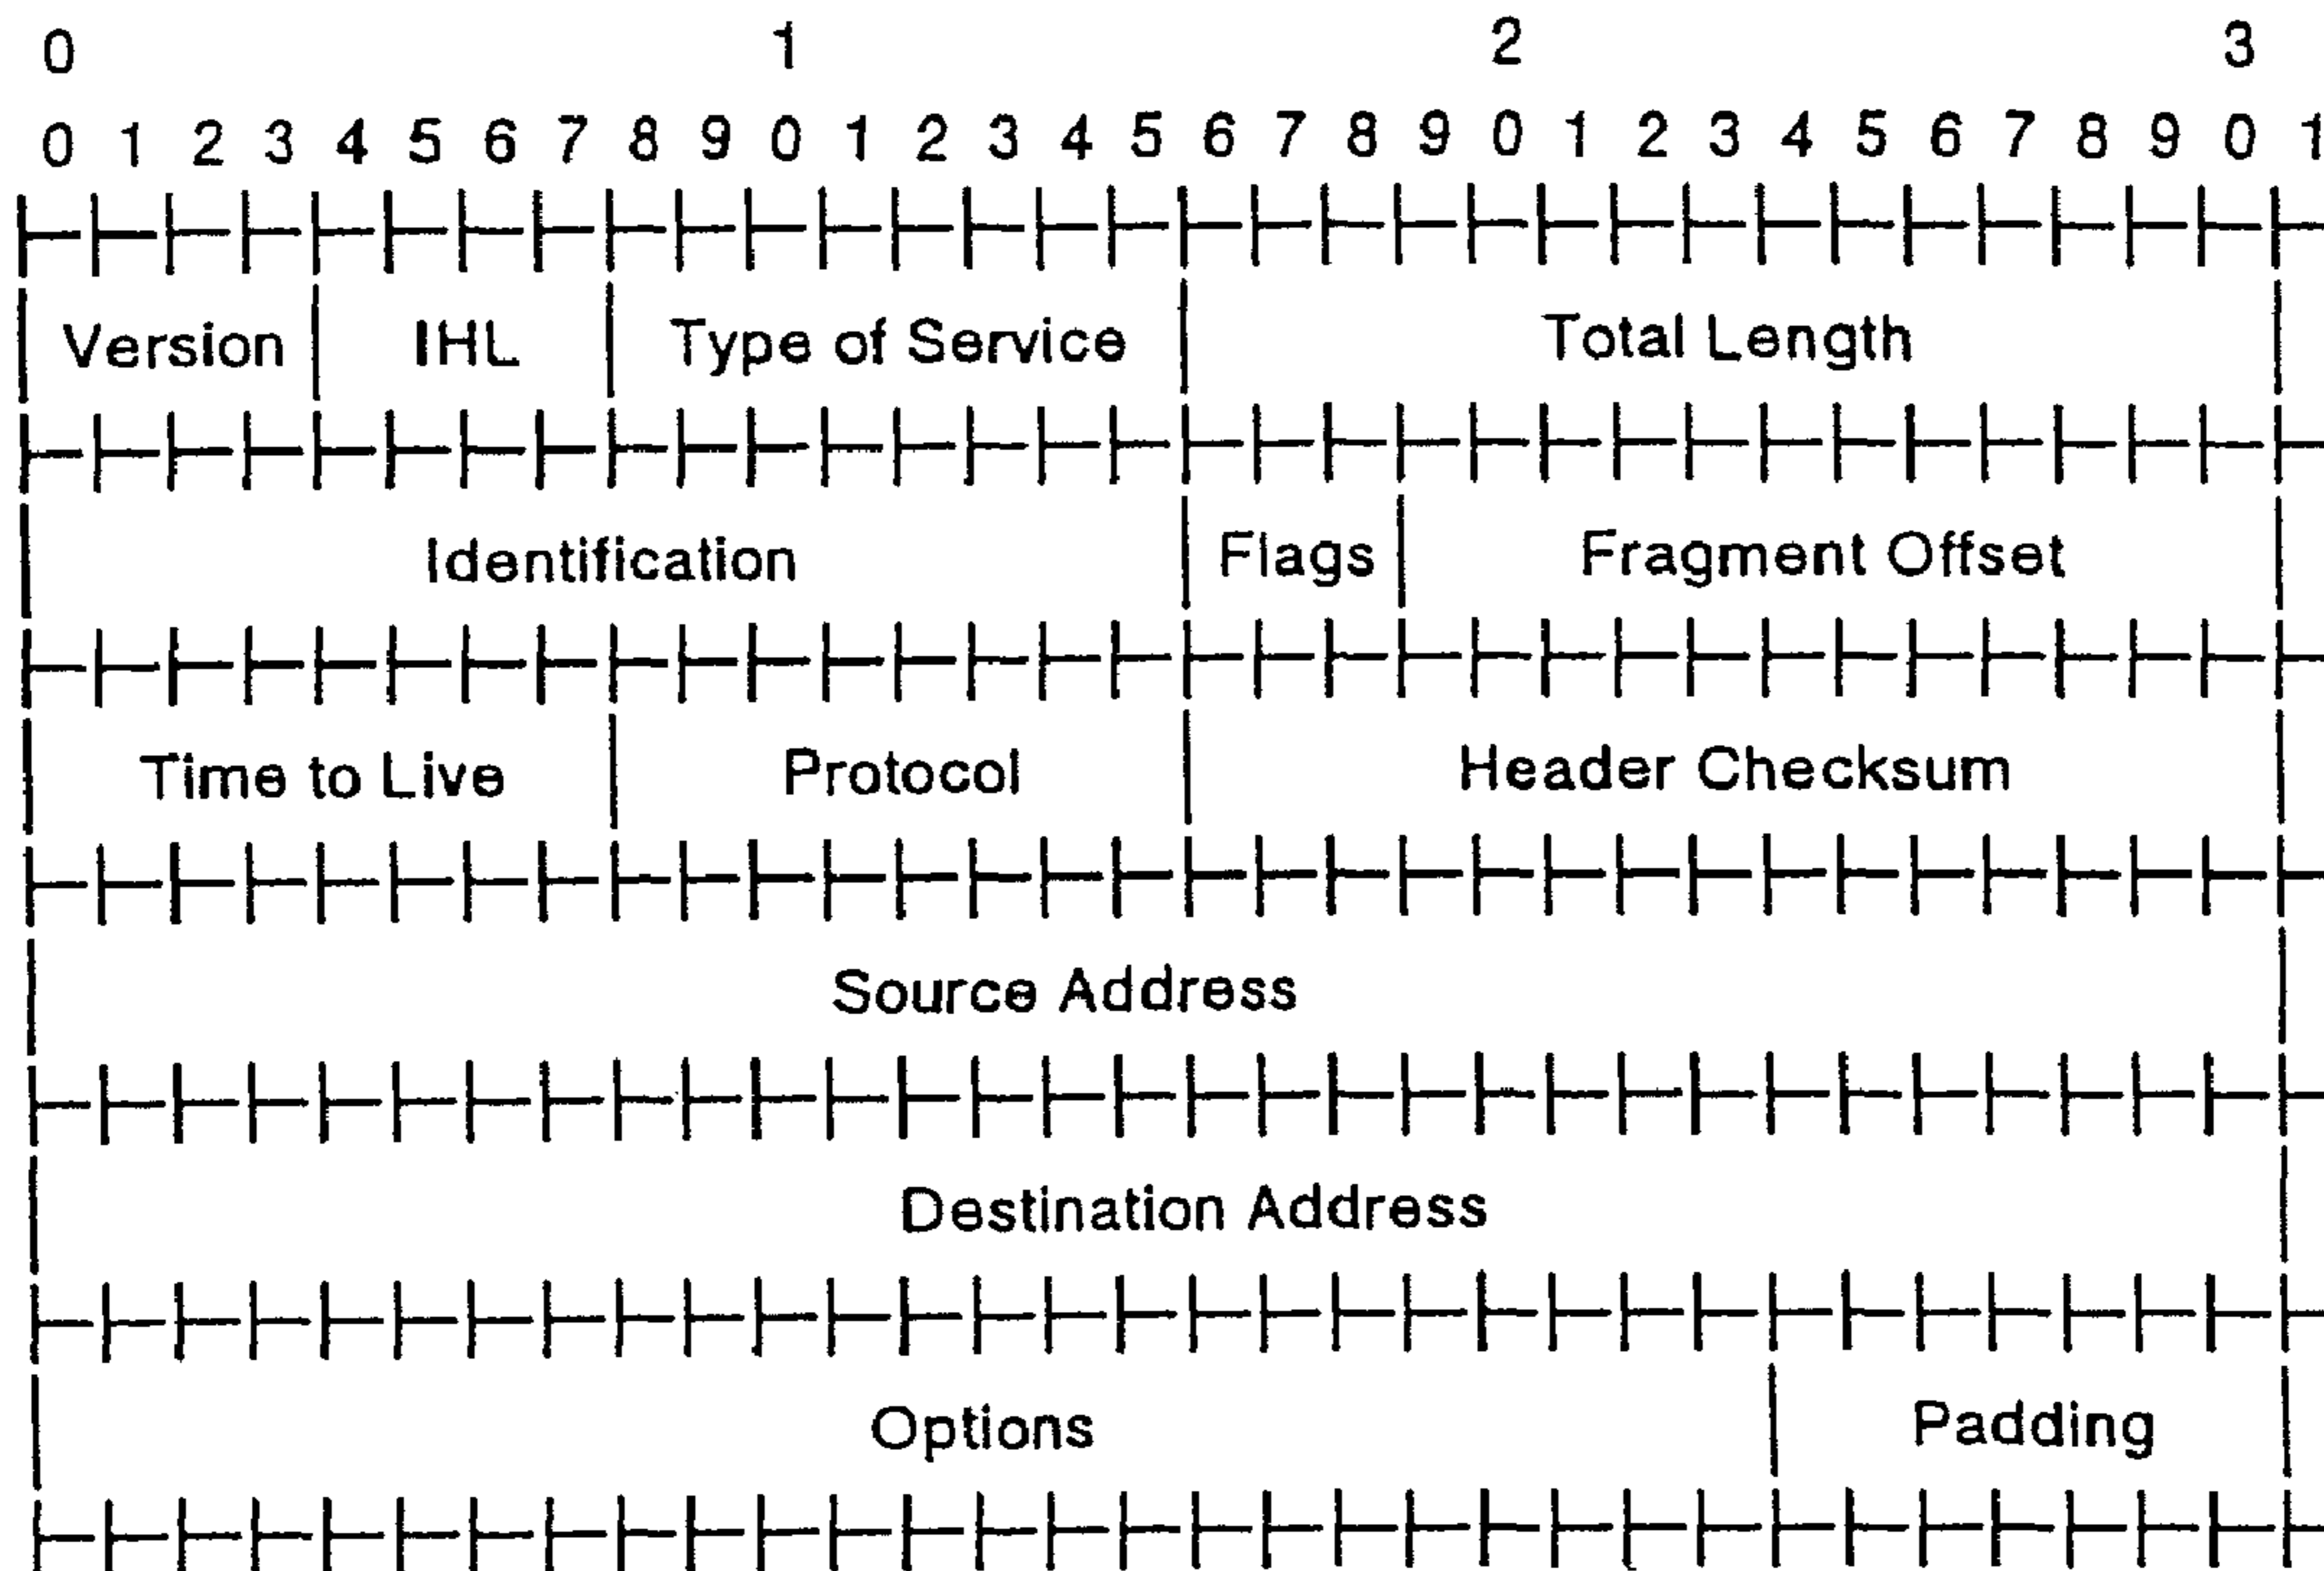 0 1 2 3
0 1 2 3 4 5 6 7 8 9 0 1 2 3 4 5 6 7 8 9 0 1 2 3 4 5 6 7 8 9 0 1
Version IHL Type of Service Total Length
Identification Flags Fragment Offset
Time to Live Protocol Header Checksum
Source Address
Destination Address
Options Padding